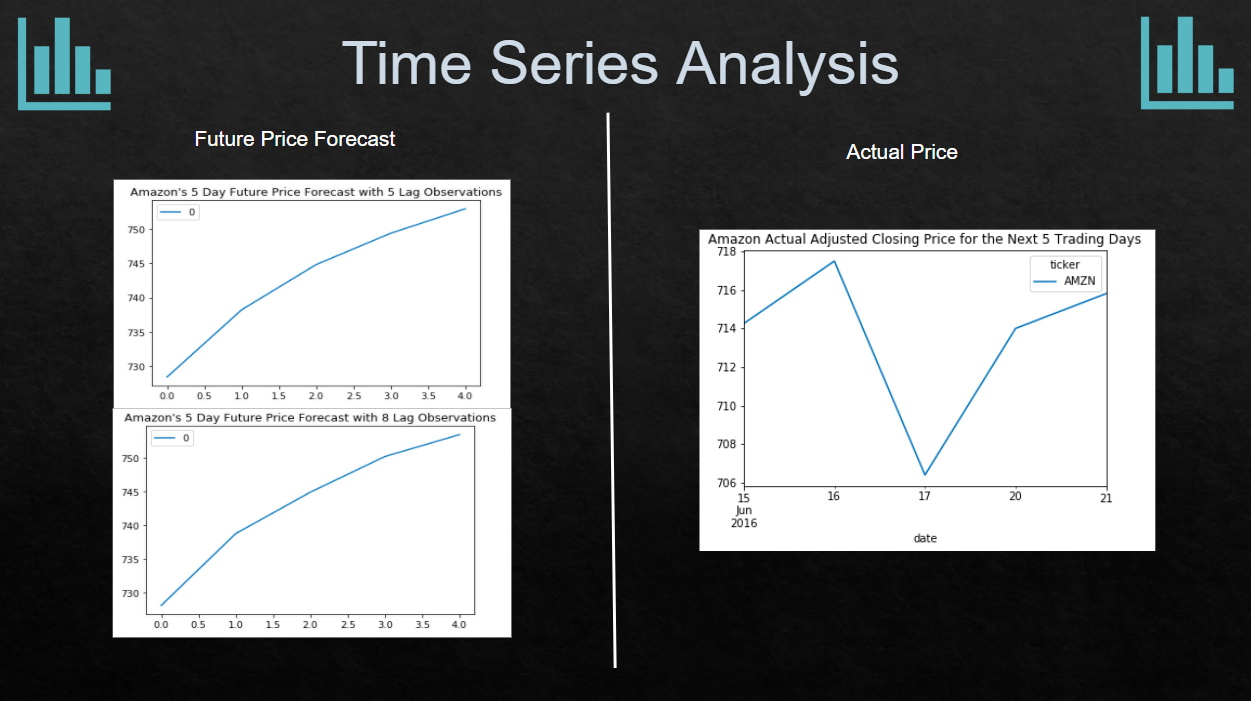 Time Series Analysis
Future Price Forecast
Amazon's 5 Day Future Price Forecast with 5 Lag Observations
0
750
745
740
735
730
0.0 0.5 1.0 1.5 2.0 2.5 3.0 3.5 4.0
Amazon's 5 Day Future Price Forecast with 8 Lag Observations
0
750
745
740
735
730
0.0 0.5 1.0 1.5 2.0 2.5 3.0 3.5 4.0
Actual Price
Amazon Actual Adjusted Closing Price for the Next 5 Trading Days
ticker
AMZN
718
716
714
712
710
708
706
15 16 17 20 21
Jun
2016
date